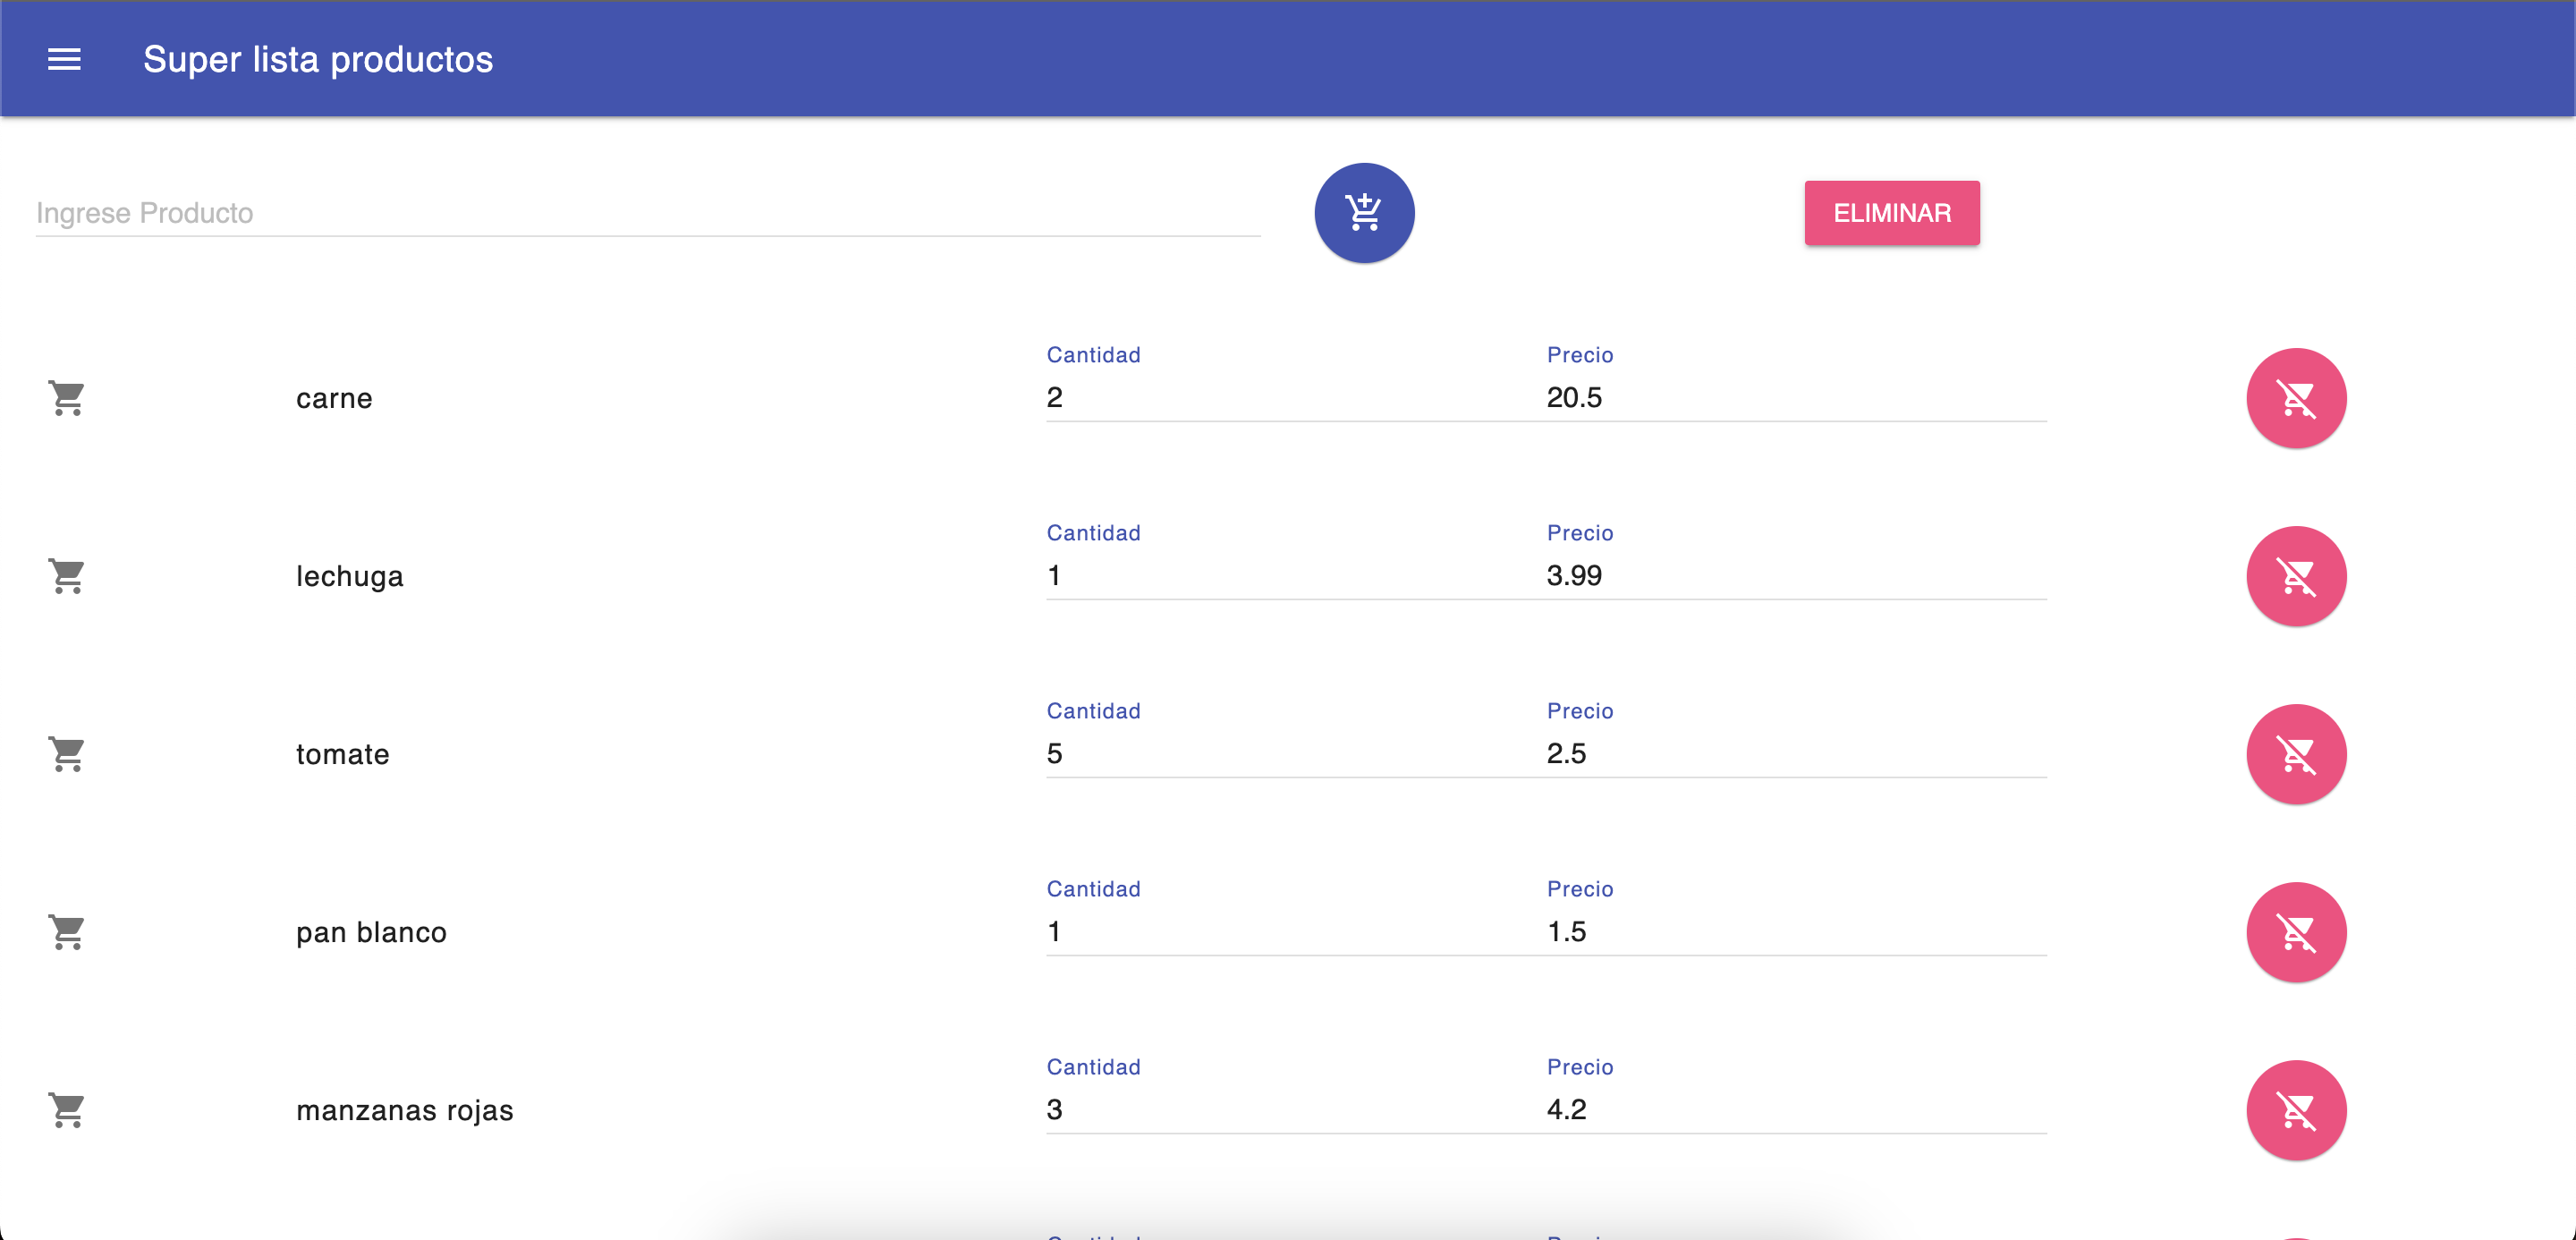 Super lista productos
Ingrese Producto
ELIMINAR
Cantidad Precio
carne 2 20.5
Cantidad Precio
lechuga 1 3.99
Cantidad Precio
tomate 5 2.5
Cantidad Precio
pan blanco 1 1.5
Cantidad Precio
manzanas rojas 3 4.2